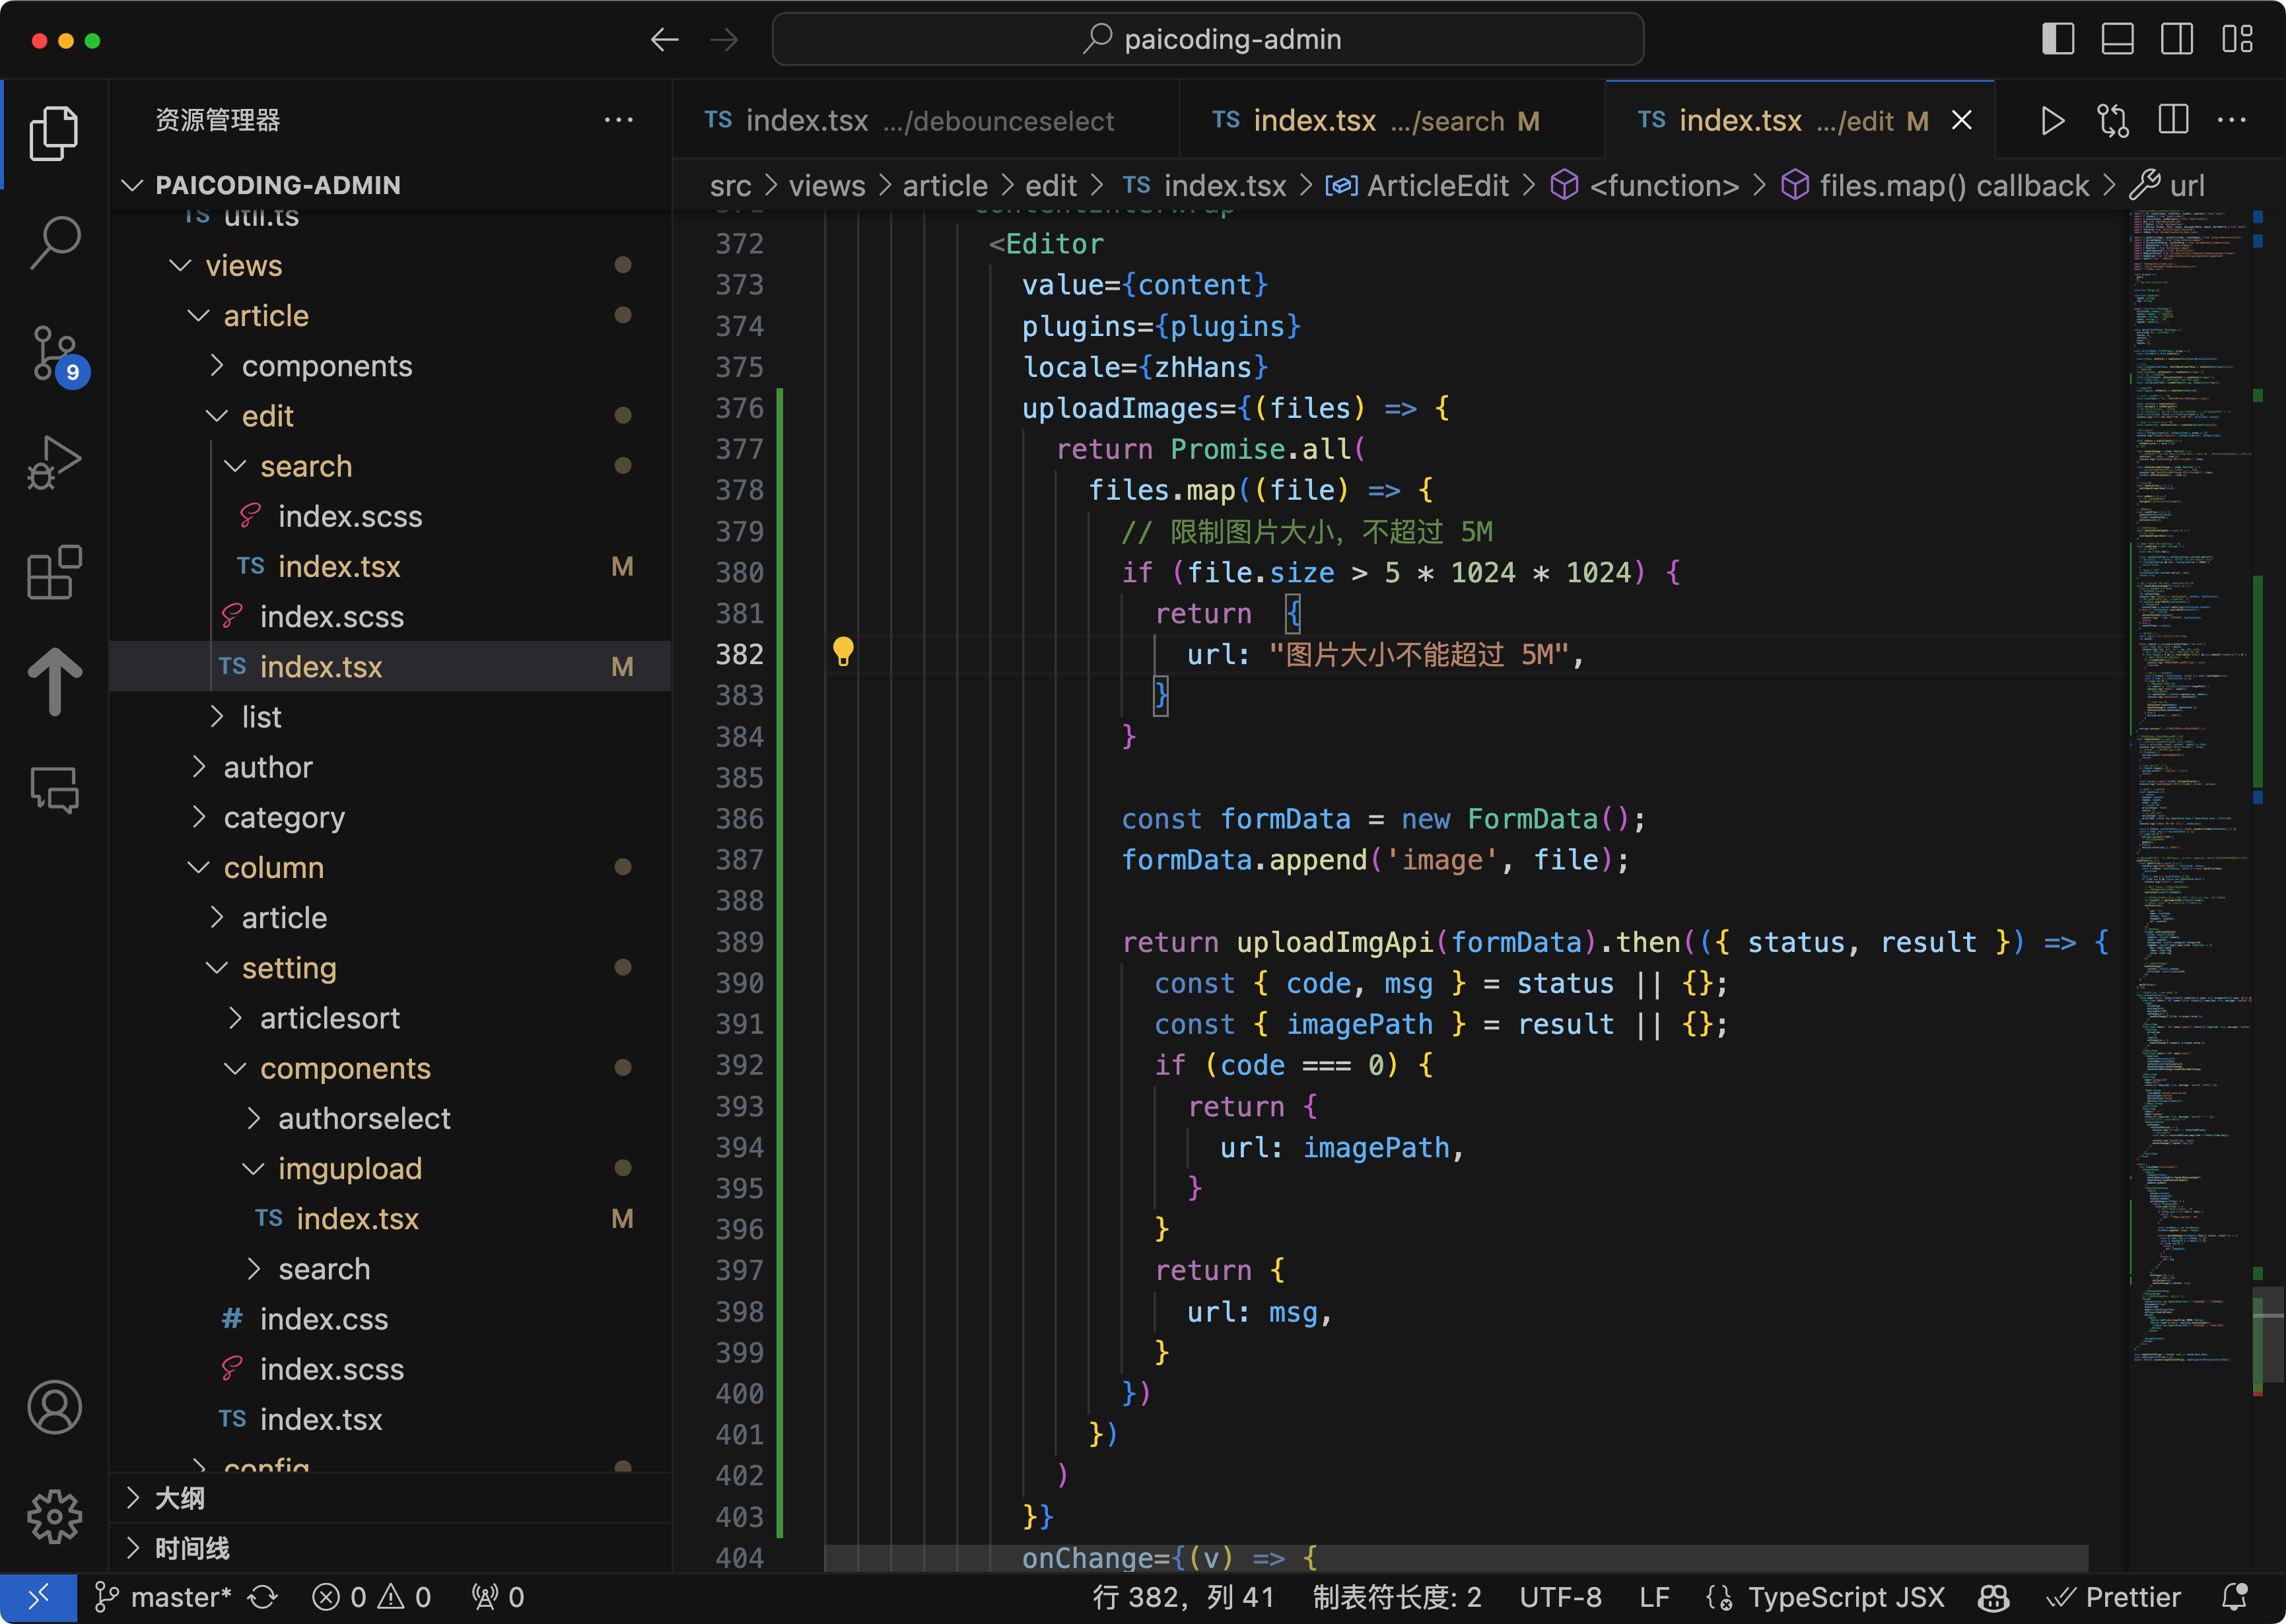 paicoding-admin
资源管理器
PAICODING-ADMIN
util.ts
views
article
components
edit
search
index.scss
TS index.tsx M
index.scss
TS index.tsx M
list
author
category
column
article
setting
articlesort
components
authorselect
imgupload
TS index.tsx M
search
# index.css
index.scss
TS index.tsx
config
大纲
时间线
9
TS index.tsx .../debounceselect
TS index.tsx .../search M
TS index.tsx .../edit M
src > views > article > edit > TS index.tsx > ArticleEdit > <function> > files.map() callback > url
372 <Editor
373 value={content}
374 plugins={plugins}
375 locale={zhHans}
376 uploadImages={(files) => {
377 return Promise.all(
378 files.map((file) => {
379 // 限制图片大小，不超过 5M
380 if (file.size > 5 * 1024 * 1024) {
381 return  {
382 url: "图片大小不能超过 5M",
383 }
384 }
385
386 const formData = new FormData();
387 formData.append('image', file);
388
389 return uploadImgApi(formData).then(({ status, result }) => {
390 const { code, msg } = status || {};
391 const { imagePath } = result || {};
392 if (code === 0) {
393 return {
394 url: imagePath,
395 }
396 }
397 return {
398 url: msg,
399 }
400 })
401 })
402 )
403 }}
404 onChange={(v) => {
master* 0 0 0 行 382，列 41 制表符长度: 2 UTF-8 LF TypeScript JSX Prettier